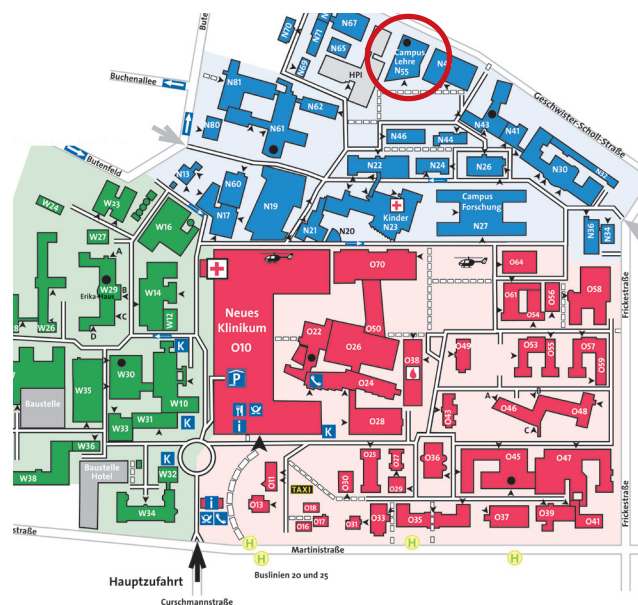 N70
N71
N67
N65
N69
HPI
Campus
Lehre
N55
N4
Bute
Buchenallee
N81
N62
N80
N61
N43
N41
Geschwister-Scholl-Straße
N46
N44
N30
N12
Butenfeld
N13
N22
N24
N26
N60
N17
N19
N21
N20
Kinder
N23
Campus
Forschung
N27
N36
N34
W24
W23
W16
W27
A
W29
Erika-Haus
B
C
D
W14
W12
W26
8
K
W30
W35
W10
W31
W33
K
Baustelle
W36
W38
Baustelle
Hotel
K
W32
W34
Neues
Klinikum
O10
P
i
K
O70
O50
O22
O26
O24
O28
O38
O64
O61
O54
O56
O58
Frickestraße
O49
O53
O55
O57
O59
A
O46
B
O48
C
O43
O25
O27
O36
O45
O47
O11
O13
TAXI
O30
O29
O18
O16
O17
O31
O33
O35
O37
O39
O41
Frickestraße
i
straße
Martinistraße
H
H
H
H
Hauptzufahrt
Buslinien 20 und 25
Curschmannstraße